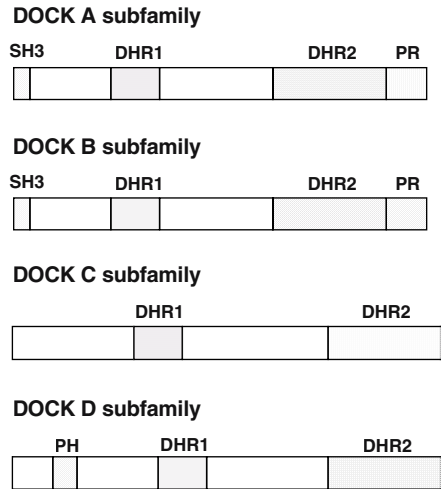 DOCK A subfamily
SH3 DHR1 DHR2 PR
DOCK B subfamily
SH3 DHR1 DHR2 PR
DOCK C subfamily
DHR1 DHR2
DOCK D subfamily
PH DHR1 DHR2